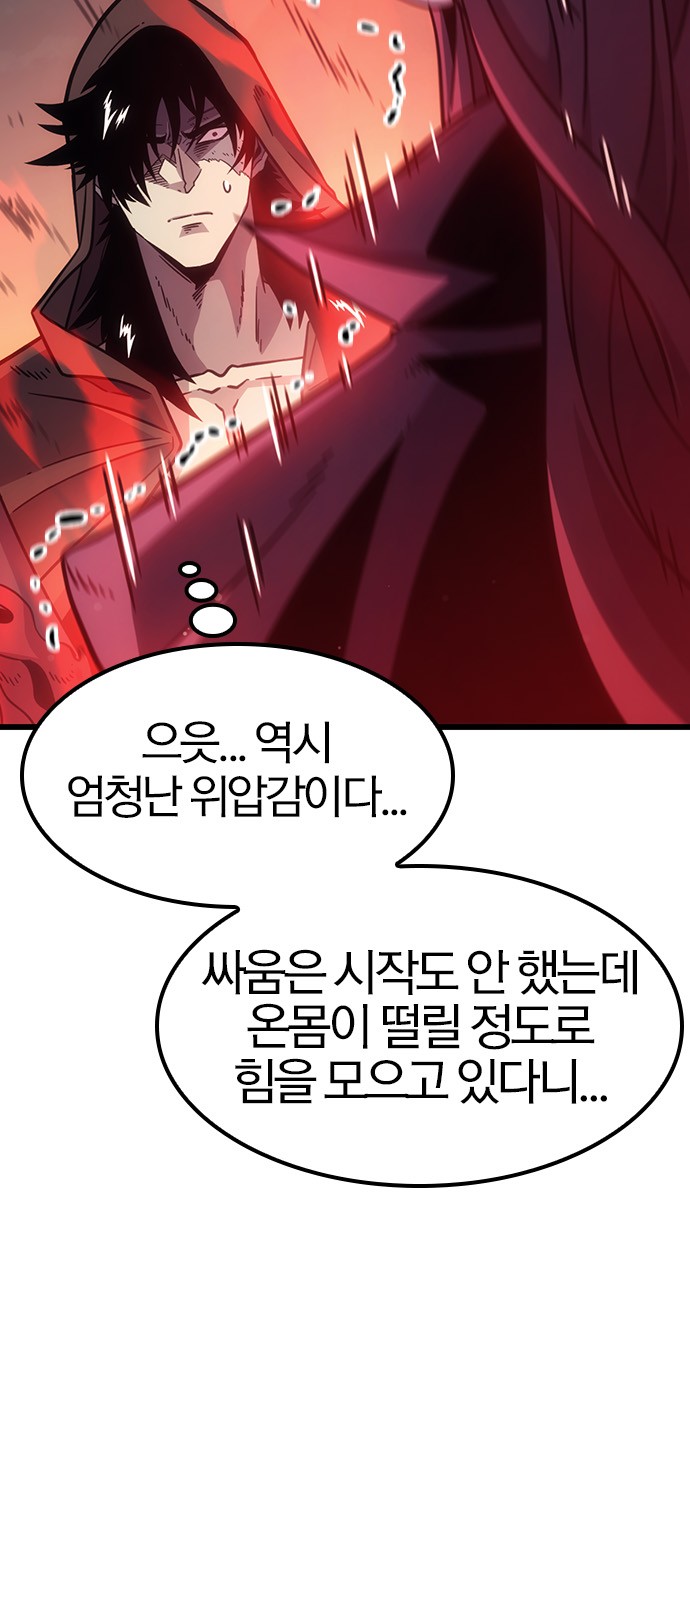 으읏... 역시
엄청난 위압감이다...
싸움은 시작도 안 했는데
온몸이 떨릴 정도로
힘을 모으고 있다니...